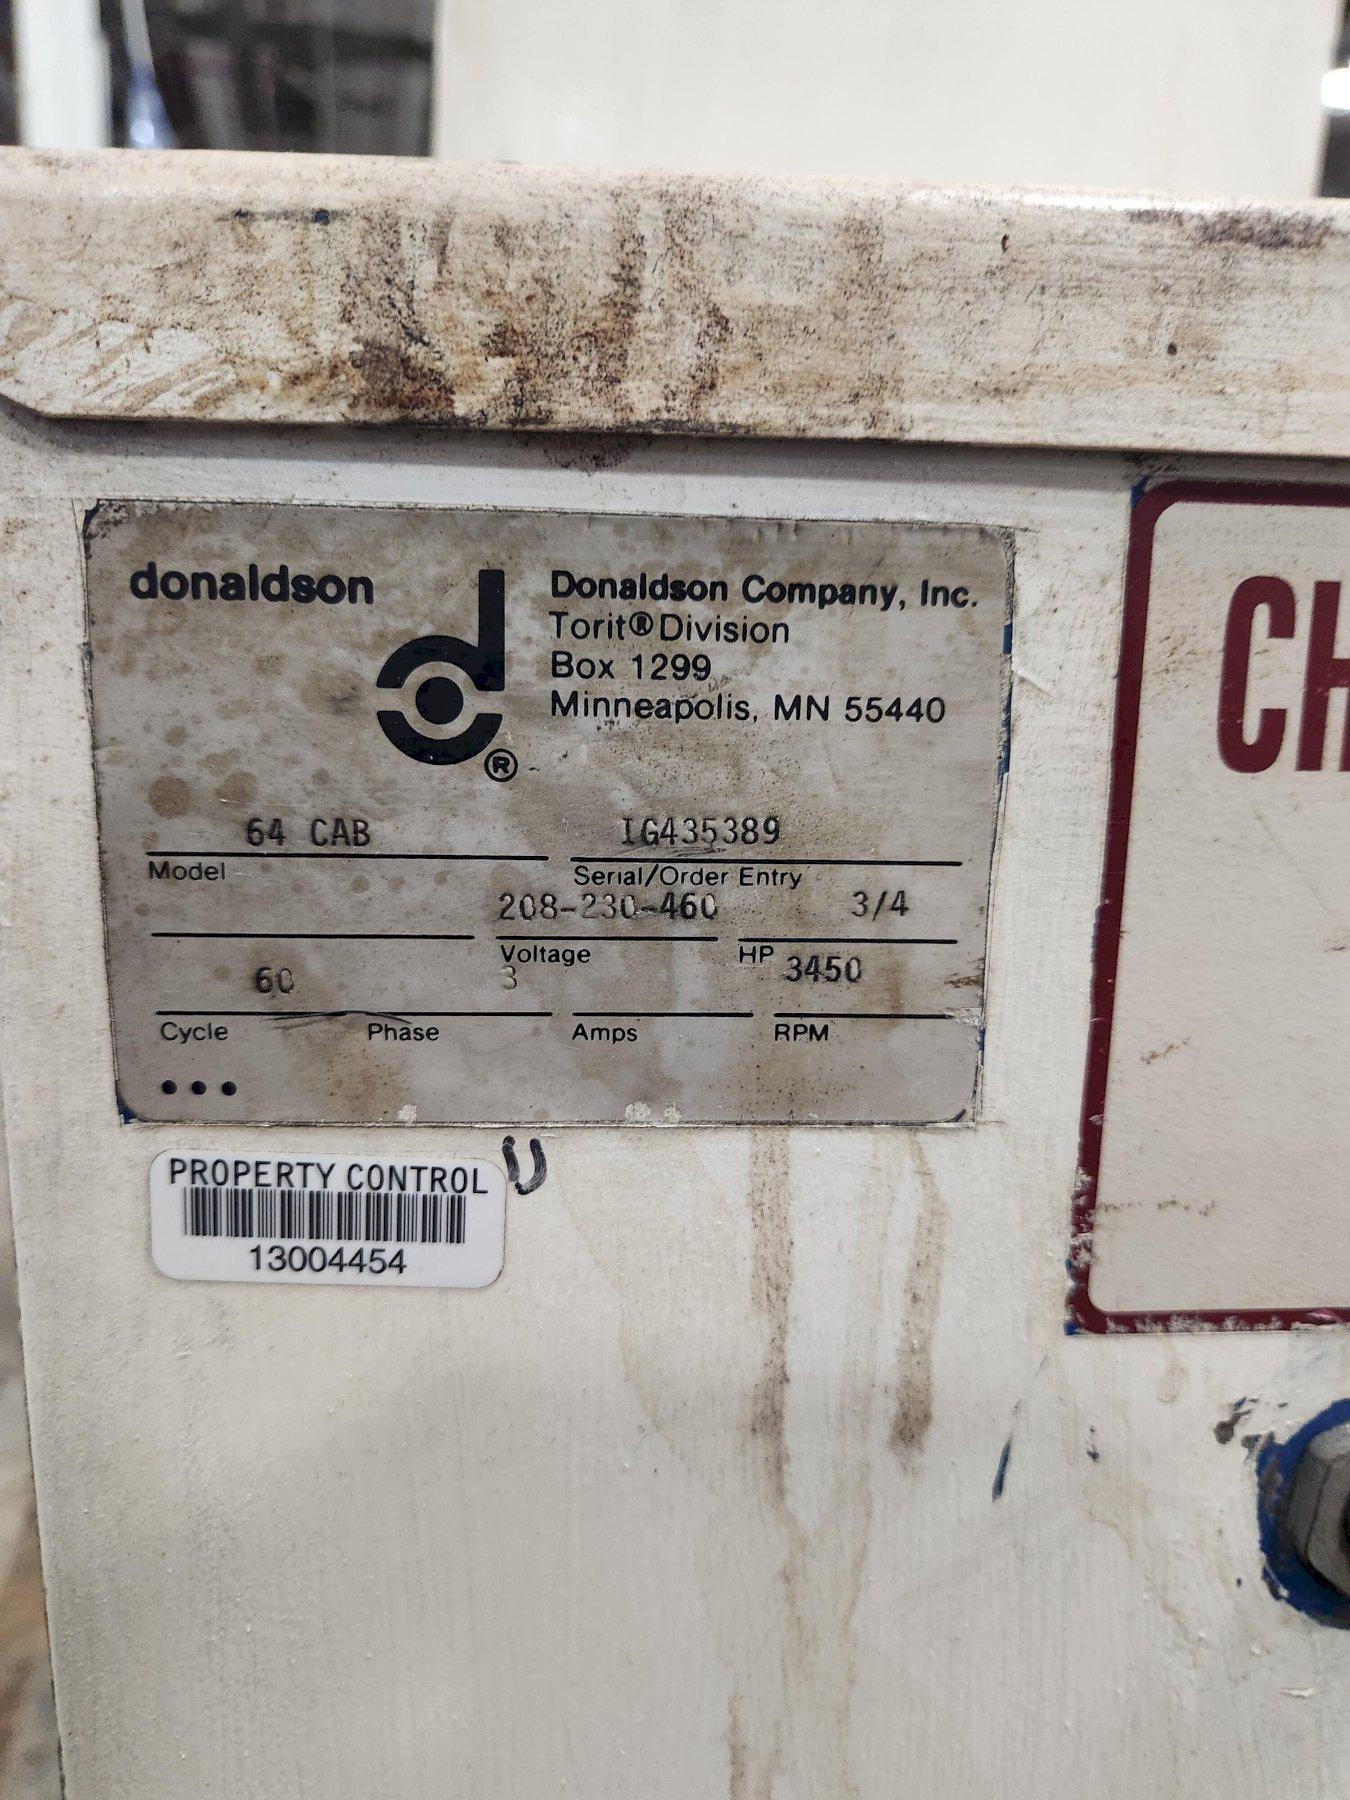 donaldson
Donaldson Company, Inc.
Torit® Division
Box 1299
Minneapolis, MN 55440
®
64 CAB
IG435389
Model
Serial/Order Entry
208-230-460
3/4
Voltage
HP
60
3
3450
Cycle
Phase
Amps
RPM
PROPERTY CONTROL
13004454
U
CH